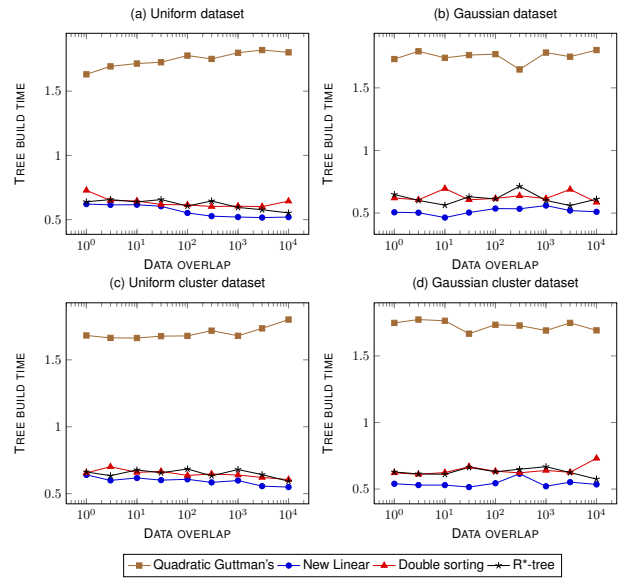 (a) Uniform dataset
(b) Gaussian dataset
1.5
1
0.5
TREE BUILD TIME
10^0 10^1 10^2 10^3 10^4
DATA OVERLAP
1.5
1
0.5
TREE BUILD TIME
10^0 10^1 10^2 10^3 10^4
DATA OVERLAP
(c) Uniform cluster dataset
(d) Gaussian cluster dataset
1.5
1
0.5
TREE BUILD TIME
10^0 10^1 10^2 10^3 10^4
DATA OVERLAP
1.5
1
0.5
TREE BUILD TIME
10^0 10^1 10^2 10^3 10^4
DATA OVERLAP
Quadratic Guttman's New Linear Double sorting R*-tree